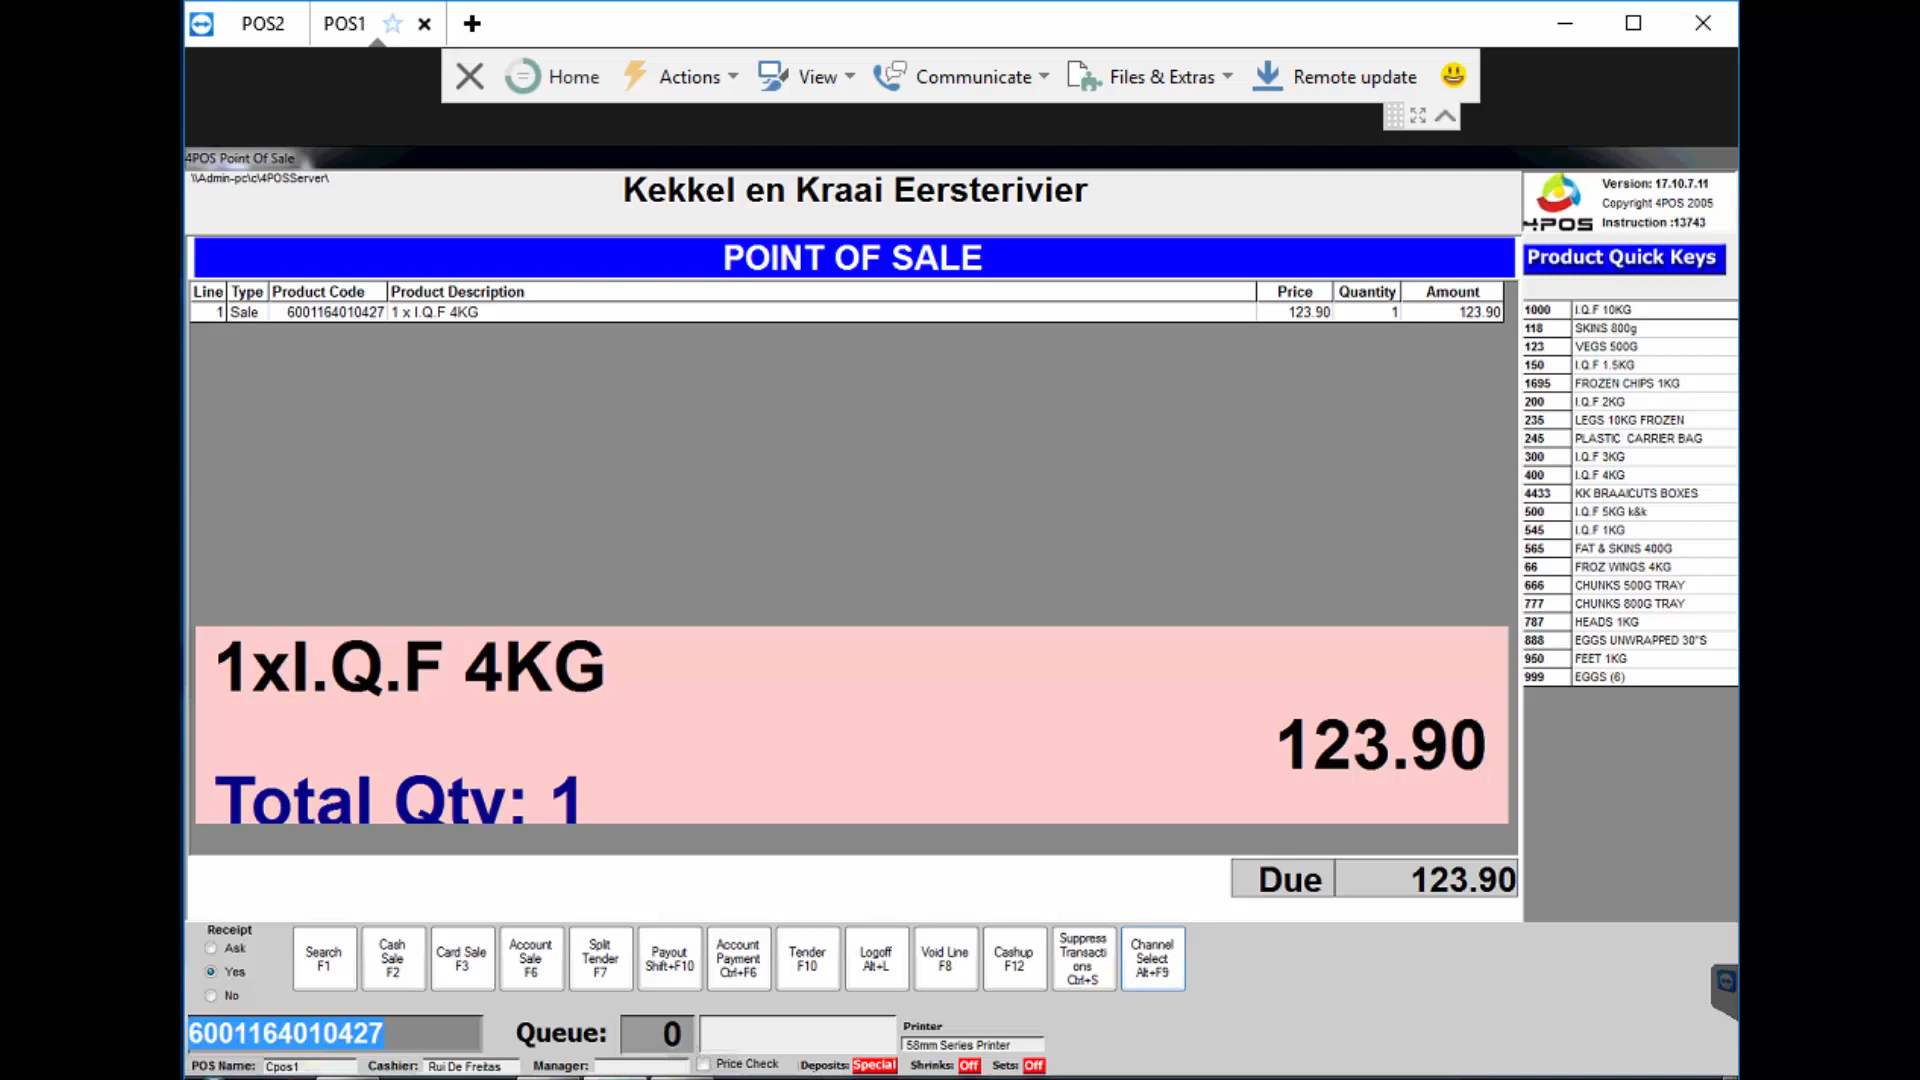 POS2 POS1
Home Actions View Communicate Files & Extras Remote update
4POS Point Of Sale
\\Admin-pc\c\4POSServer\
Kekkel en Kraai Eersterivier
4POS
Version: 17.10.7.11
Copyright 4POS 2005
Instruction :13743
POINT OF SALE
Product Quick Keys
Line Type Product Code Product Description Price Quantity Amount
1 Sale 6001164010427 1 x I.Q.F 4KG 123.90 1 123.90
1000 I.Q.F 10KG
118 SKINS 800g
123 VEGS 500G
150 I.Q.F 1.5KG
1695 FROZEN CHIPS 1KG
200 I.Q.F 2KG
235 LEGS 10KG FROZEN
245 PLASTIC CARRIER BAG
300 I.Q.F 3KG
400 I.Q.F 4KG
4433 KK BRAAICUTS BOXES
500 I.Q.F 5KG k&k
545 I.Q.F 1KG
565 FAT & SKINS 400G
66 FROZ WINGS 4KG
666 CHUNKS 500G TRAY
777 CHUNKS 800G TRAY
787 HEADS 1KG
888 EGGS UNWRAPPED 30"S
950 FEET 1KG
999 EGGS (6)
1xI.Q.F 4KG
123.90
Total Qty: 1
Due 123.90
Receipt
Ask
Yes
No
Search F1
Cash Sale F2
Card Sale F3
Account Sale F6
Split Tender F7
Payout Shift+F10
Account Payment Ctrl+F6
Tender F10
Logoff Alt+L
Void Line F8
Cashup F12
Suppress Transacti ons Ctrl+S
Channel Select Alt+F9
6001164010427 Queue: 0
Printer
58mm Series Printer
POS Name: Cpos1 Cashier: Rui De Freitas Manager: Price Check Deposits: Special Shrinks: Off Sets: Off